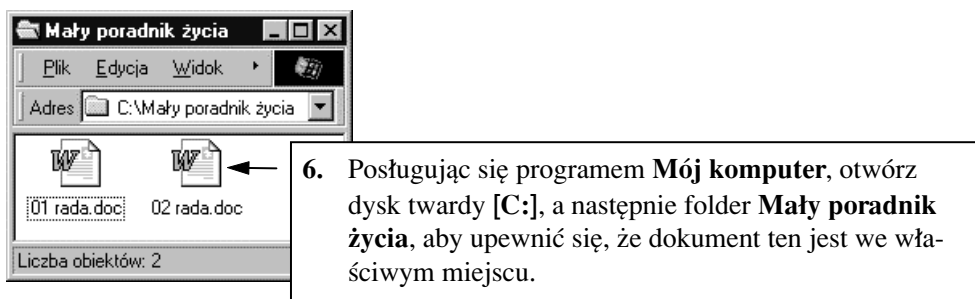 Mały poradnik życia
Plik Edycja Widok
Adres C:\Mały poradnik życia
01 rada.doc 02 rada.doc
Liczba obiektów: 2
6. Posługując się programem Mój komputer, otwórz
dysk twardy [C:], a następnie folder Mały poradnik
życia, aby upewnić się, że dokument ten jest we wła-
ściwym miejscu.